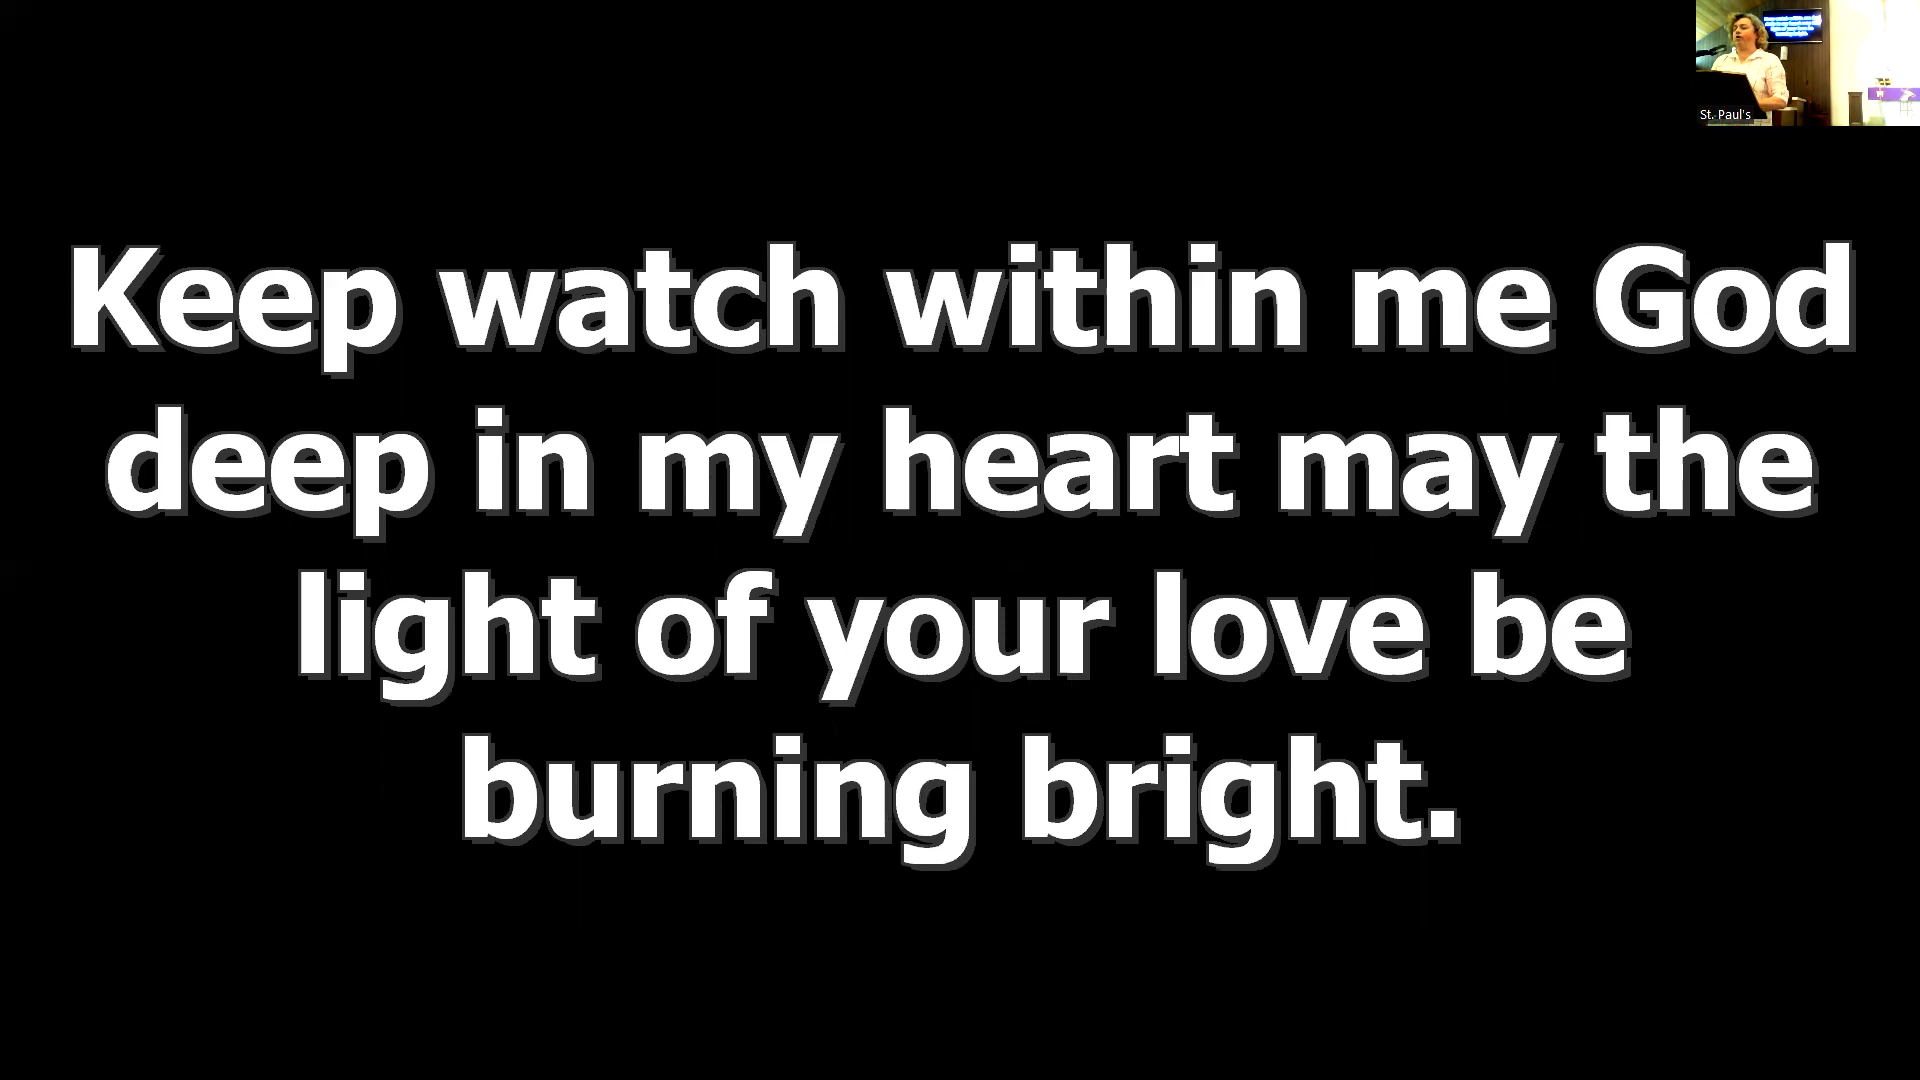 St. Paul's
Keep watch within me God
deep in my heart may the
light of your love be
burning bright.